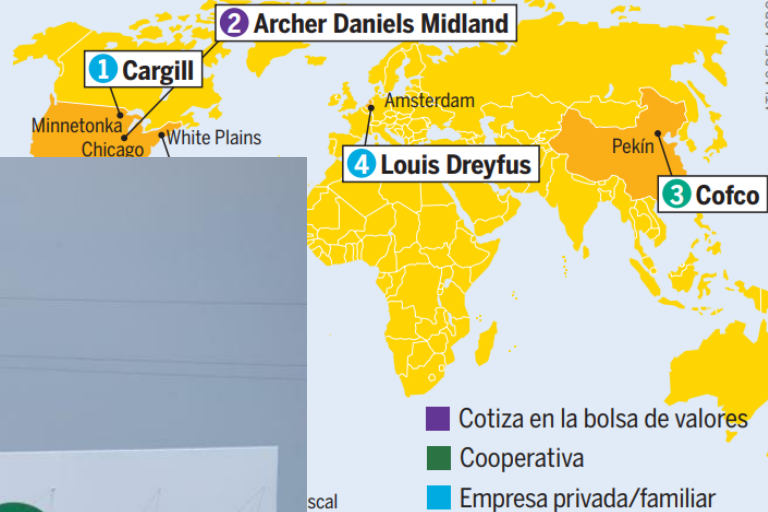 2 Archer Daniels Midland
1 Cargill
Amsterdam
Minnetonka
White Plains
Chicago
Pekín
4 Louis Dreyfus
3 Cofco
Cotiza en la bolsa de valores
Cooperativa
scal
Empresa privada/familiar